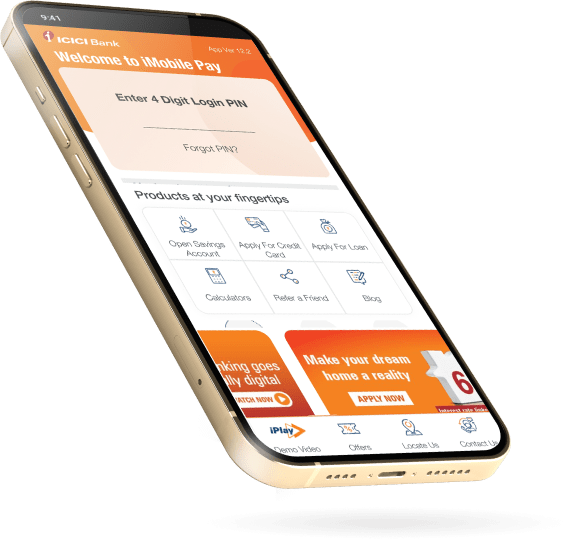 9:41
ICICI Bank
App Ver 12.2
Welcome to iMobile Pay
Enter 4 Digit Login PIN
Forgot PIN?
Products at your fingertips
Open Savings
Account
Apply For Credit
Card
Apply For Loan
Calculators
Refer a Friend
Blog
nking goes
lly digital
ATCH NOW
Make your dream
home a reality
APPLY NOW
6
Interest rate linke
iPlay
Demo Video
Offers
Locate Us
Contact Us